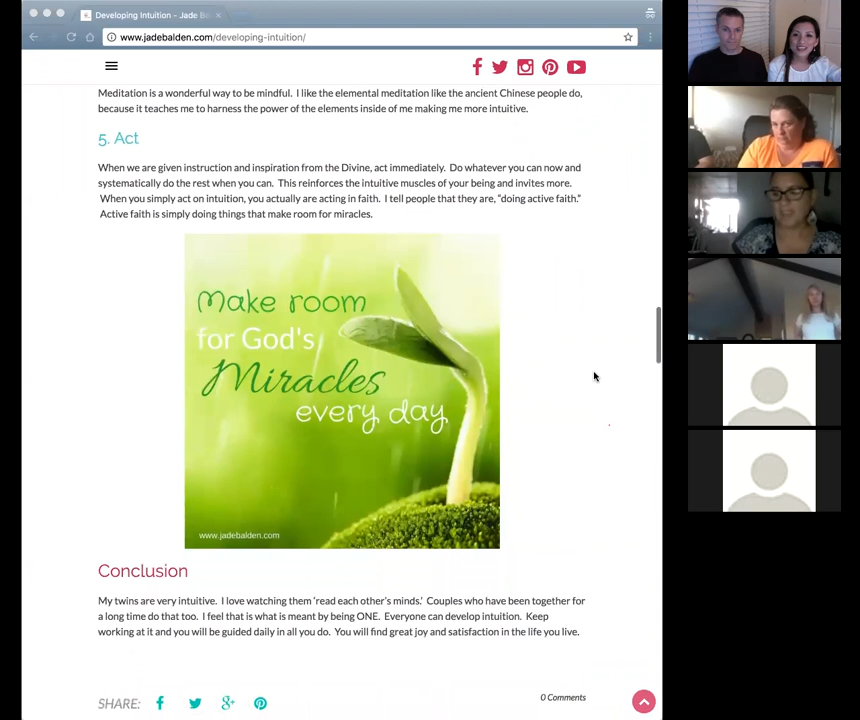 Developing Intuition - Jade B
www.jadebalden.com/developing-intuition/
Meditation is a wonderful way to be mindful. I like the elemental meditation like the ancient Chinese people do,
because it teaches me to harness the power of the elements inside of me making me more intuitive.
5. Act
When we are given instruction and inspiration from the Divine, act immediately. Do whatever you can now and
systematically do the rest when you can. This reinforces the intuitive muscles of your being and invites more.
When you simply act on intuition, you actually are acting in faith. I tell people that they are, “doing active faith.”
Active faith is simply doing things that make room for miracles.
Make room
for God's
Miracles
every day
www.jadebalden.com
Conclusion
My twins are very intuitive. I love watching them ‘read each other's minds.’ Couples who have been together for
a long time do that too. I feel that is what is meant by being ONE. Everyone can develop intuition. Keep
working at it and you will be guided daily in all you do. You will find great joy and satisfaction in the life you live.
SHARE:
0 Comments